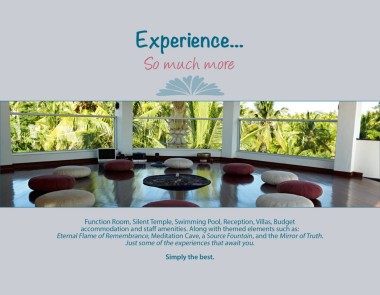 Experience...
So much more
Function Room, Silent Temple, Swimming Pool, Reception, Villas, Budget
accommodation and staff amenities. Along with themed elements such as:
Eternal Flame of Remembrance, Meditation Cave, a Source Fountain, and the Mirror of Truth.
Just some of the experiences that await you.
Simply the best.